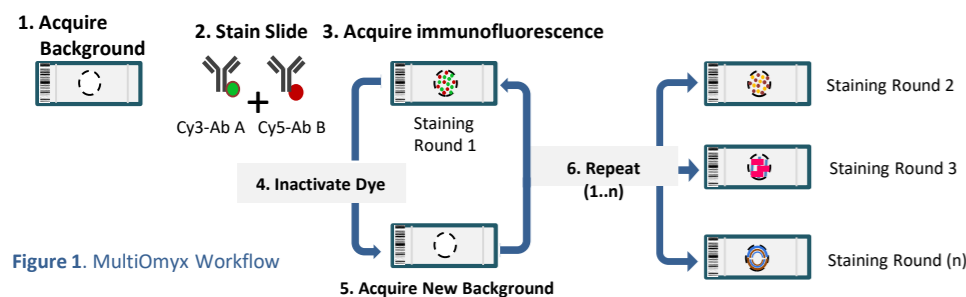 1. Acquire
Background
2. Stain Slide
3. Acquire immunofluorescence
+
Cy3-Ab A
Cy5-Ab B
Staining
Round 1
4. Inactivate Dye
5. Acquire New Background
6. Repeat
(1..n)
Staining Round 2
Staining Round 3
Staining Round (n)
Figure 1. MultiOmyx Workflow